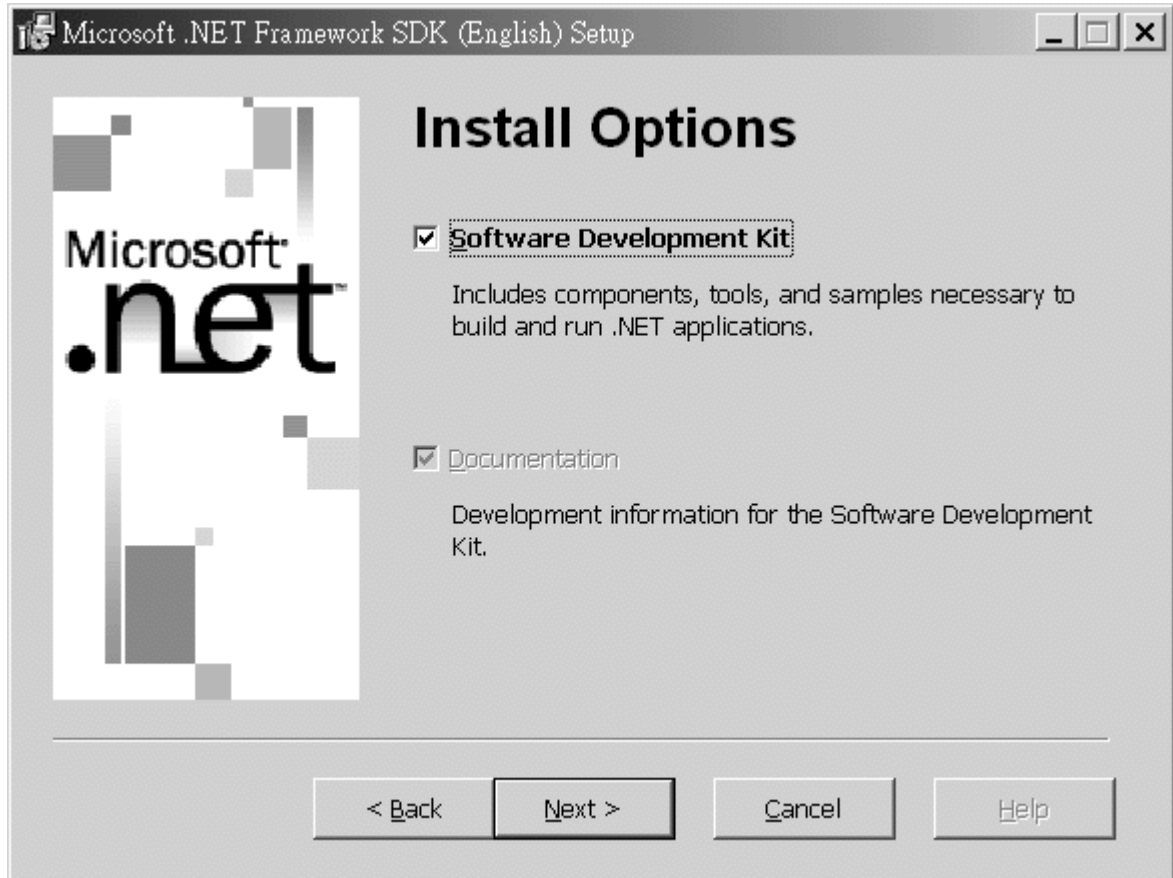 Microsoft .NET Framework SDK (English) Setup
Microsoft
.net™
Install Options
Software Development Kit
Includes components, tools, and samples necessary to
build and run .NET applications.
Documentation
Development information for the Software Development
Kit.
< Back
Next >
Cancel
Help